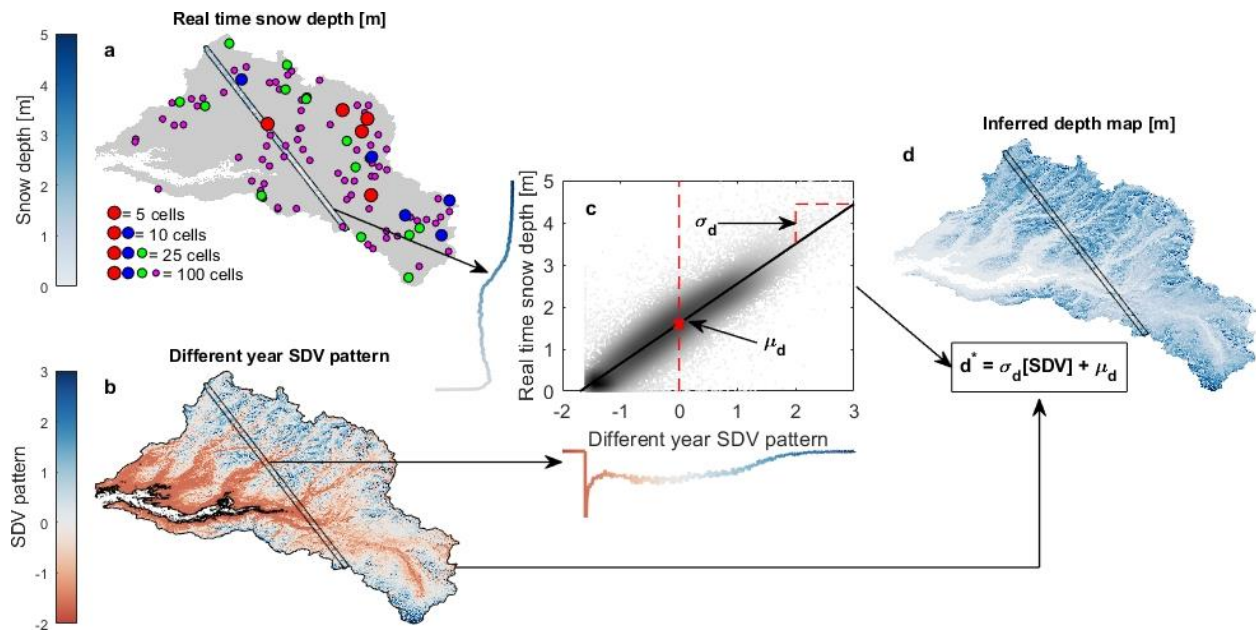 Real time snow depth [m]
a
5
4
3
2
1
0
Snow depth [m]
= 5 cells
= 10 cells
= 25 cells
= 100 cells
Different year SDV pattern
b
3
2
1
0
-1
-2
SDV pattern
c
5
4
3
2
1
0
Real time snow depth [m]
σd
μd
-2 -1 0 1 2 3
Different year SDV pattern
Inferred depth map [m]
d
d* = σd[SDV] + μd